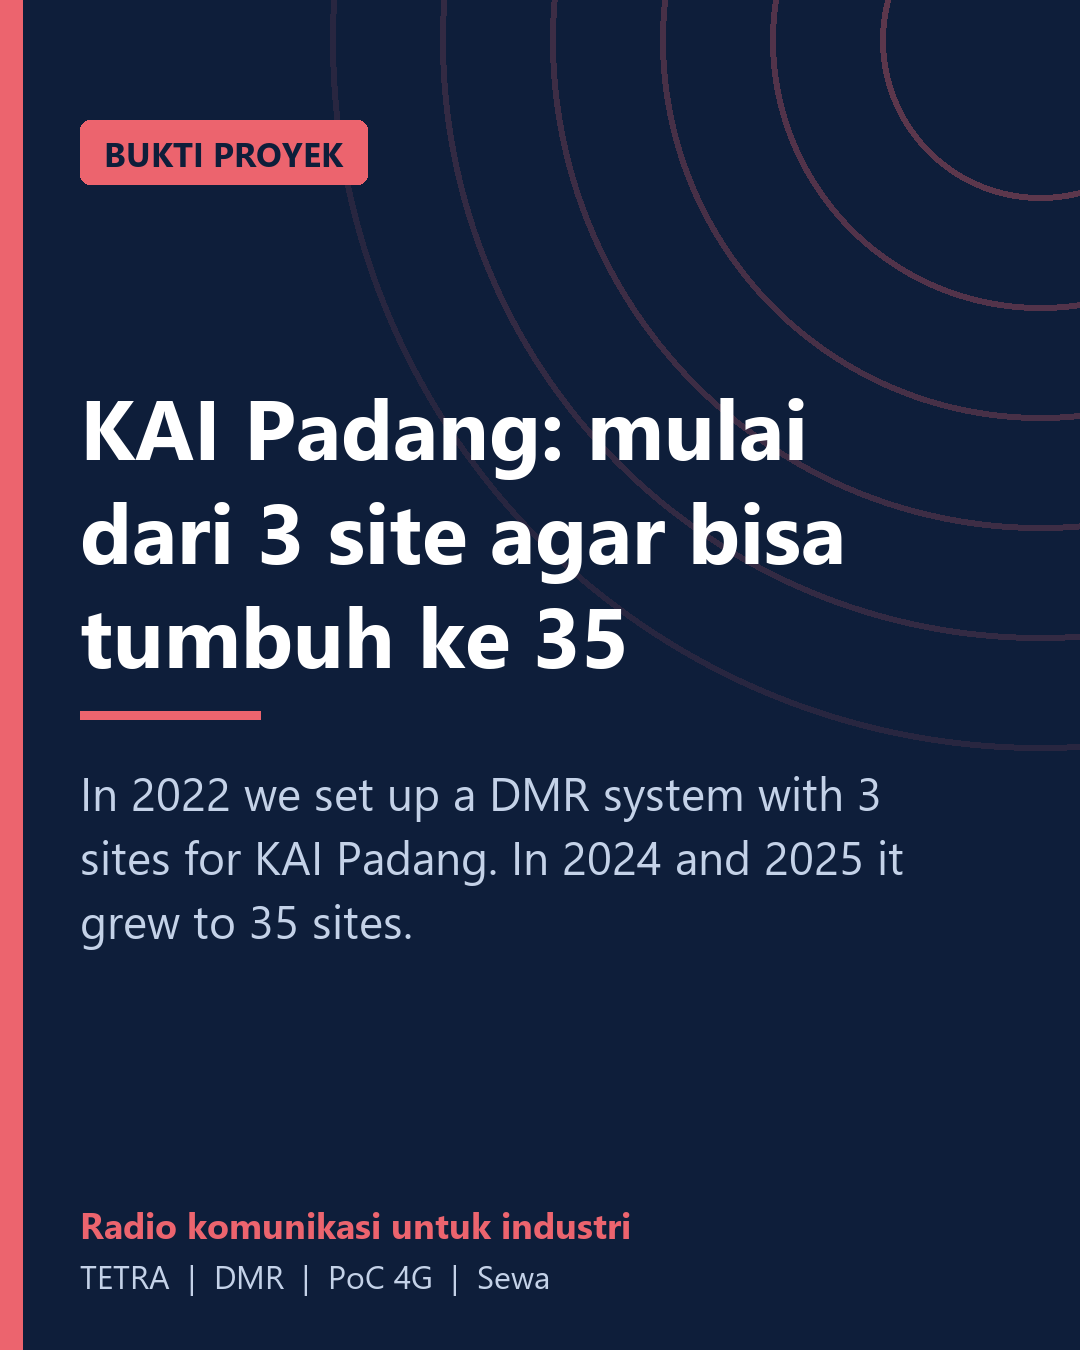 BUKTI PROYEK
KAI Padang: mulai
dari 3 site agar bisa
tumbuh ke 35
In 2022 we set up a DMR system with 3
sites for KAI Padang. In 2024 and 2025 it
grew to 35 sites.
Radio komunikasi untuk industri
TETRA | DMR | PoC 4G | Sewa